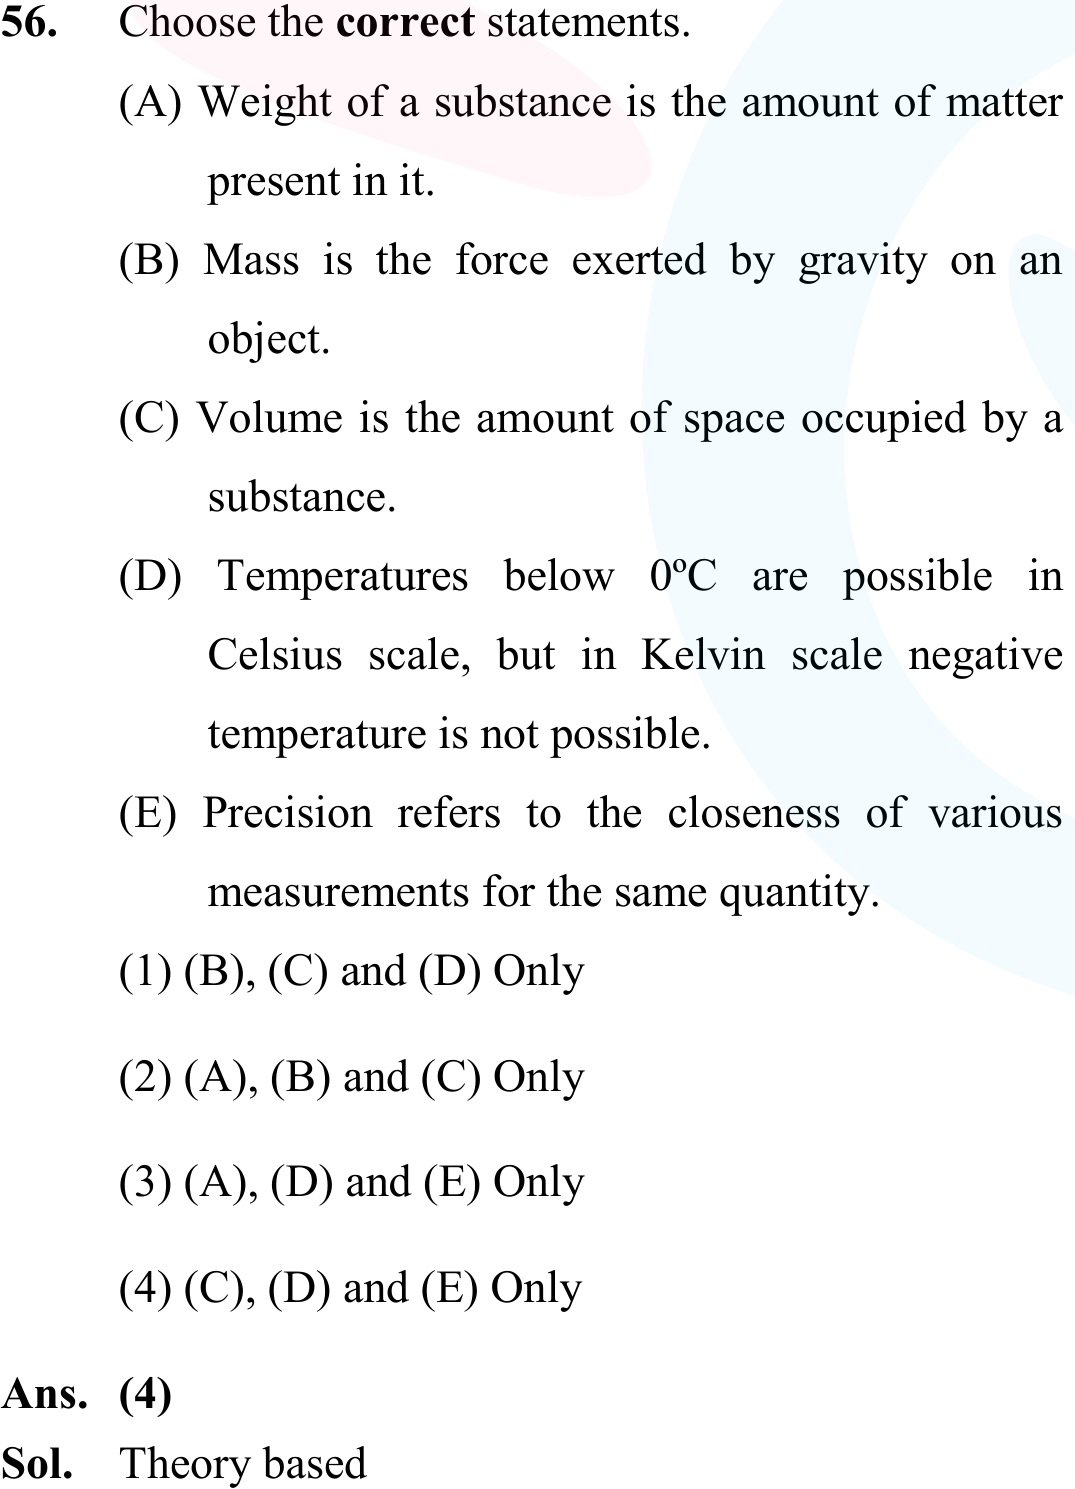 56. Choose the correct statements.
(A) Weight of a substance is the amount of matter
present in it.
(B) Mass is the force exerted by gravity on an
object.
(C) Volume is the amount of space occupied by a
substance.
(D) Temperatures below 0ºC are possible in
Celsius scale, but in Kelvin scale negative
temperature is not possible.
(E) Precision refers to the closeness of various
measurements for the same quantity.
(1) (B), (C) and (D) Only
(2) (A), (B) and (C) Only
(3) (A), (D) and (E) Only
(4) (C), (D) and (E) Only
Ans. (4)
Sol. Theory based